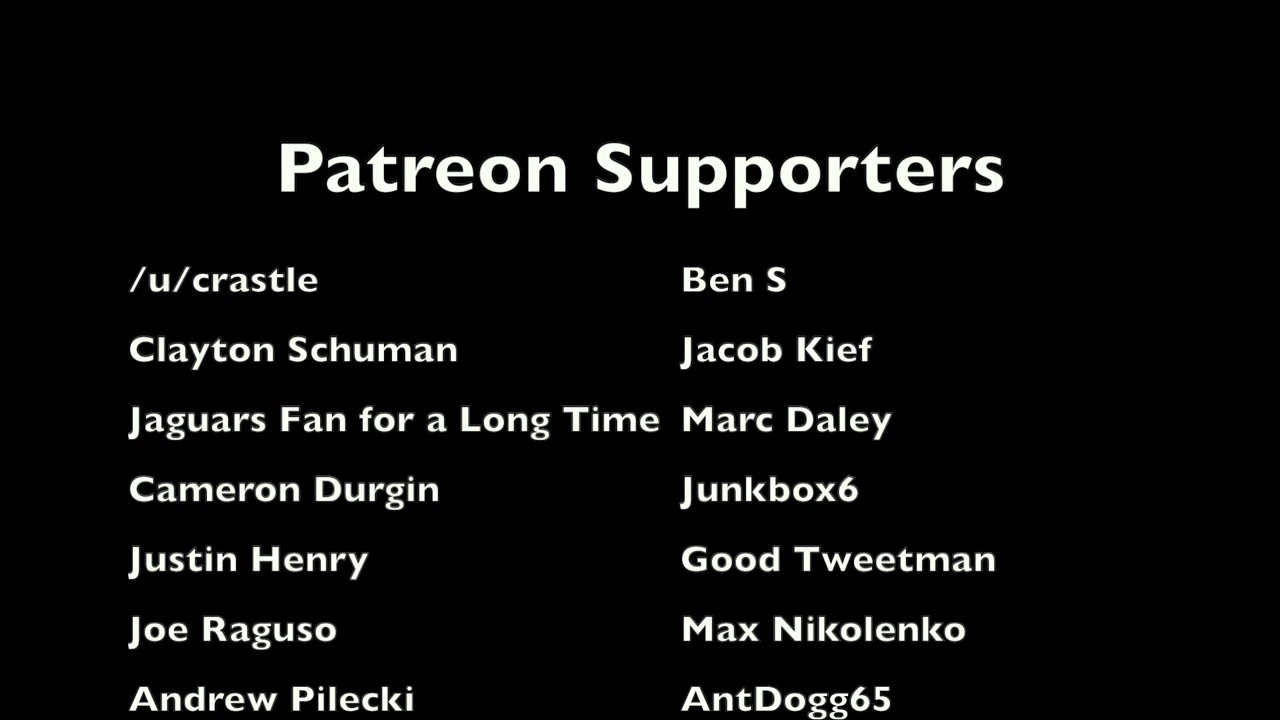 Patreon Supporters
/u/crastle
Ben S
Clayton Schuman
Jacob Kief
Jaguars Fan for a Long Time
Marc Daley
Cameron Durgin
Junkbox6
Justin Henry
Good Tweetman
Joe Raguso
Max Nikolenko
Andrew Pilecki
AntDogg65